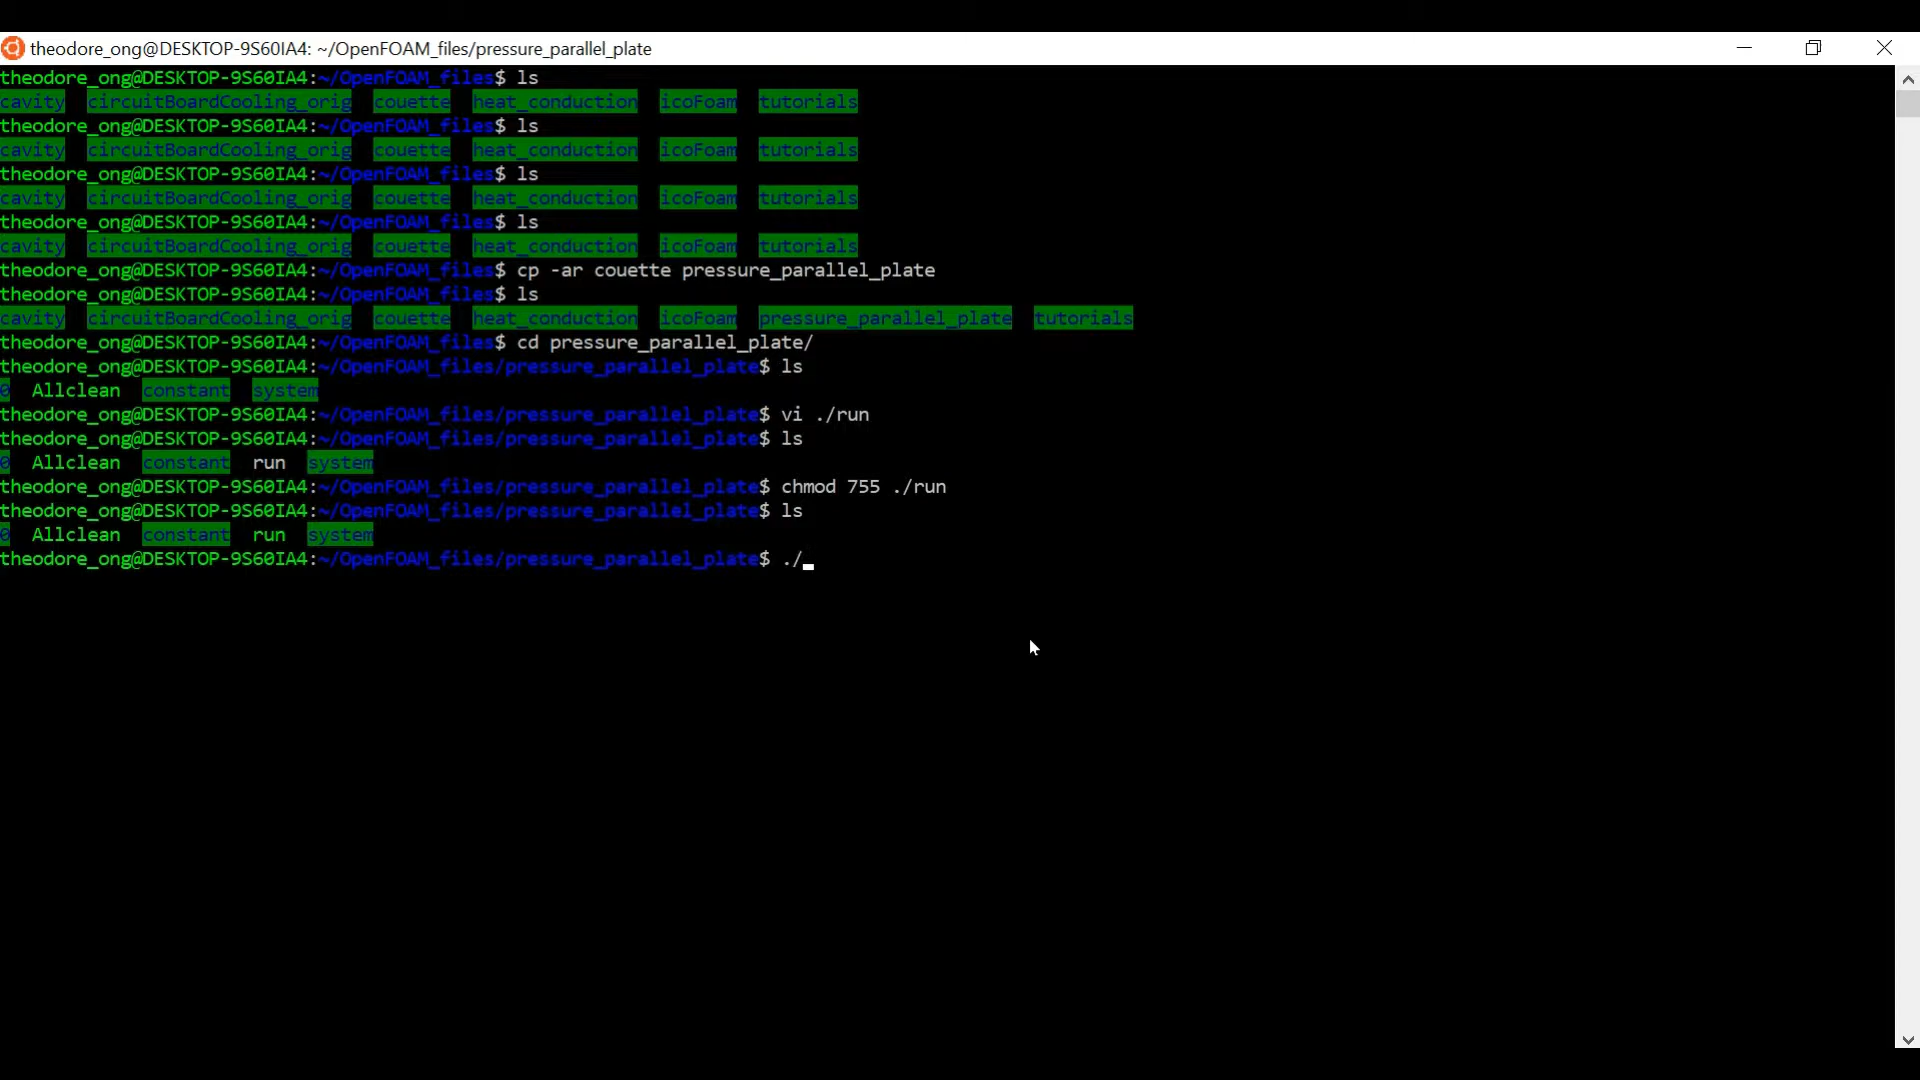 theodore_ong@DESKTOP-9S60IA4: ~/OpenFOAM_files/pressure_parallel_plate
theodore_ong@DESKTOP-9S60IA4:~/OpenFOAM_files$ ls
cavity circuitBoardCooling_orig couette heat_conduction icoFoam tutorials
theodore_ong@DESKTOP-9S60IA4:~/OpenFOAM_files$ ls
cavity circuitBoardCooling_orig couette heat_conduction icoFoam tutorials
theodore_ong@DESKTOP-9S60IA4:~/OpenFOAM_files$ ls
cavity circuitBoardCooling_orig couette heat_conduction icoFoam tutorials
theodore_ong@DESKTOP-9S60IA4:~/OpenFOAM_files$ ls
cavity circuitBoardCooling_orig couette heat_conduction icoFoam tutorials
theodore_ong@DESKTOP-9S60IA4:~/OpenFOAM_files$ cp -ar couette pressure_parallel_plate
theodore_ong@DESKTOP-9S60IA4:~/OpenFOAM_files$ ls
cavity circuitBoardCooling_orig couette heat_conduction icoFoam pressure_parallel_plate tutorials
theodore_ong@DESKTOP-9S60IA4:~/OpenFOAM_files$ cd pressure_parallel_plate/
theodore_ong@DESKTOP-9S60IA4:~/OpenFOAM_files/pressure_parallel_plate$ ls
0 Allclean constant system
theodore_ong@DESKTOP-9S60IA4:~/OpenFOAM_files/pressure_parallel_plate$ vi ./run
theodore_ong@DESKTOP-9S60IA4:~/OpenFOAM_files/pressure_parallel_plate$ ls
0 Allclean constant run system
theodore_ong@DESKTOP-9S60IA4:~/OpenFOAM_files/pressure_parallel_plate$ chmod 755 ./run
theodore_ong@DESKTOP-9S60IA4:~/OpenFOAM_files/pressure_parallel_plate$ ls
0 Allclean constant run system
theodore_ong@DESKTOP-9S60IA4:~/OpenFOAM_files/pressure_parallel_plate$ ./